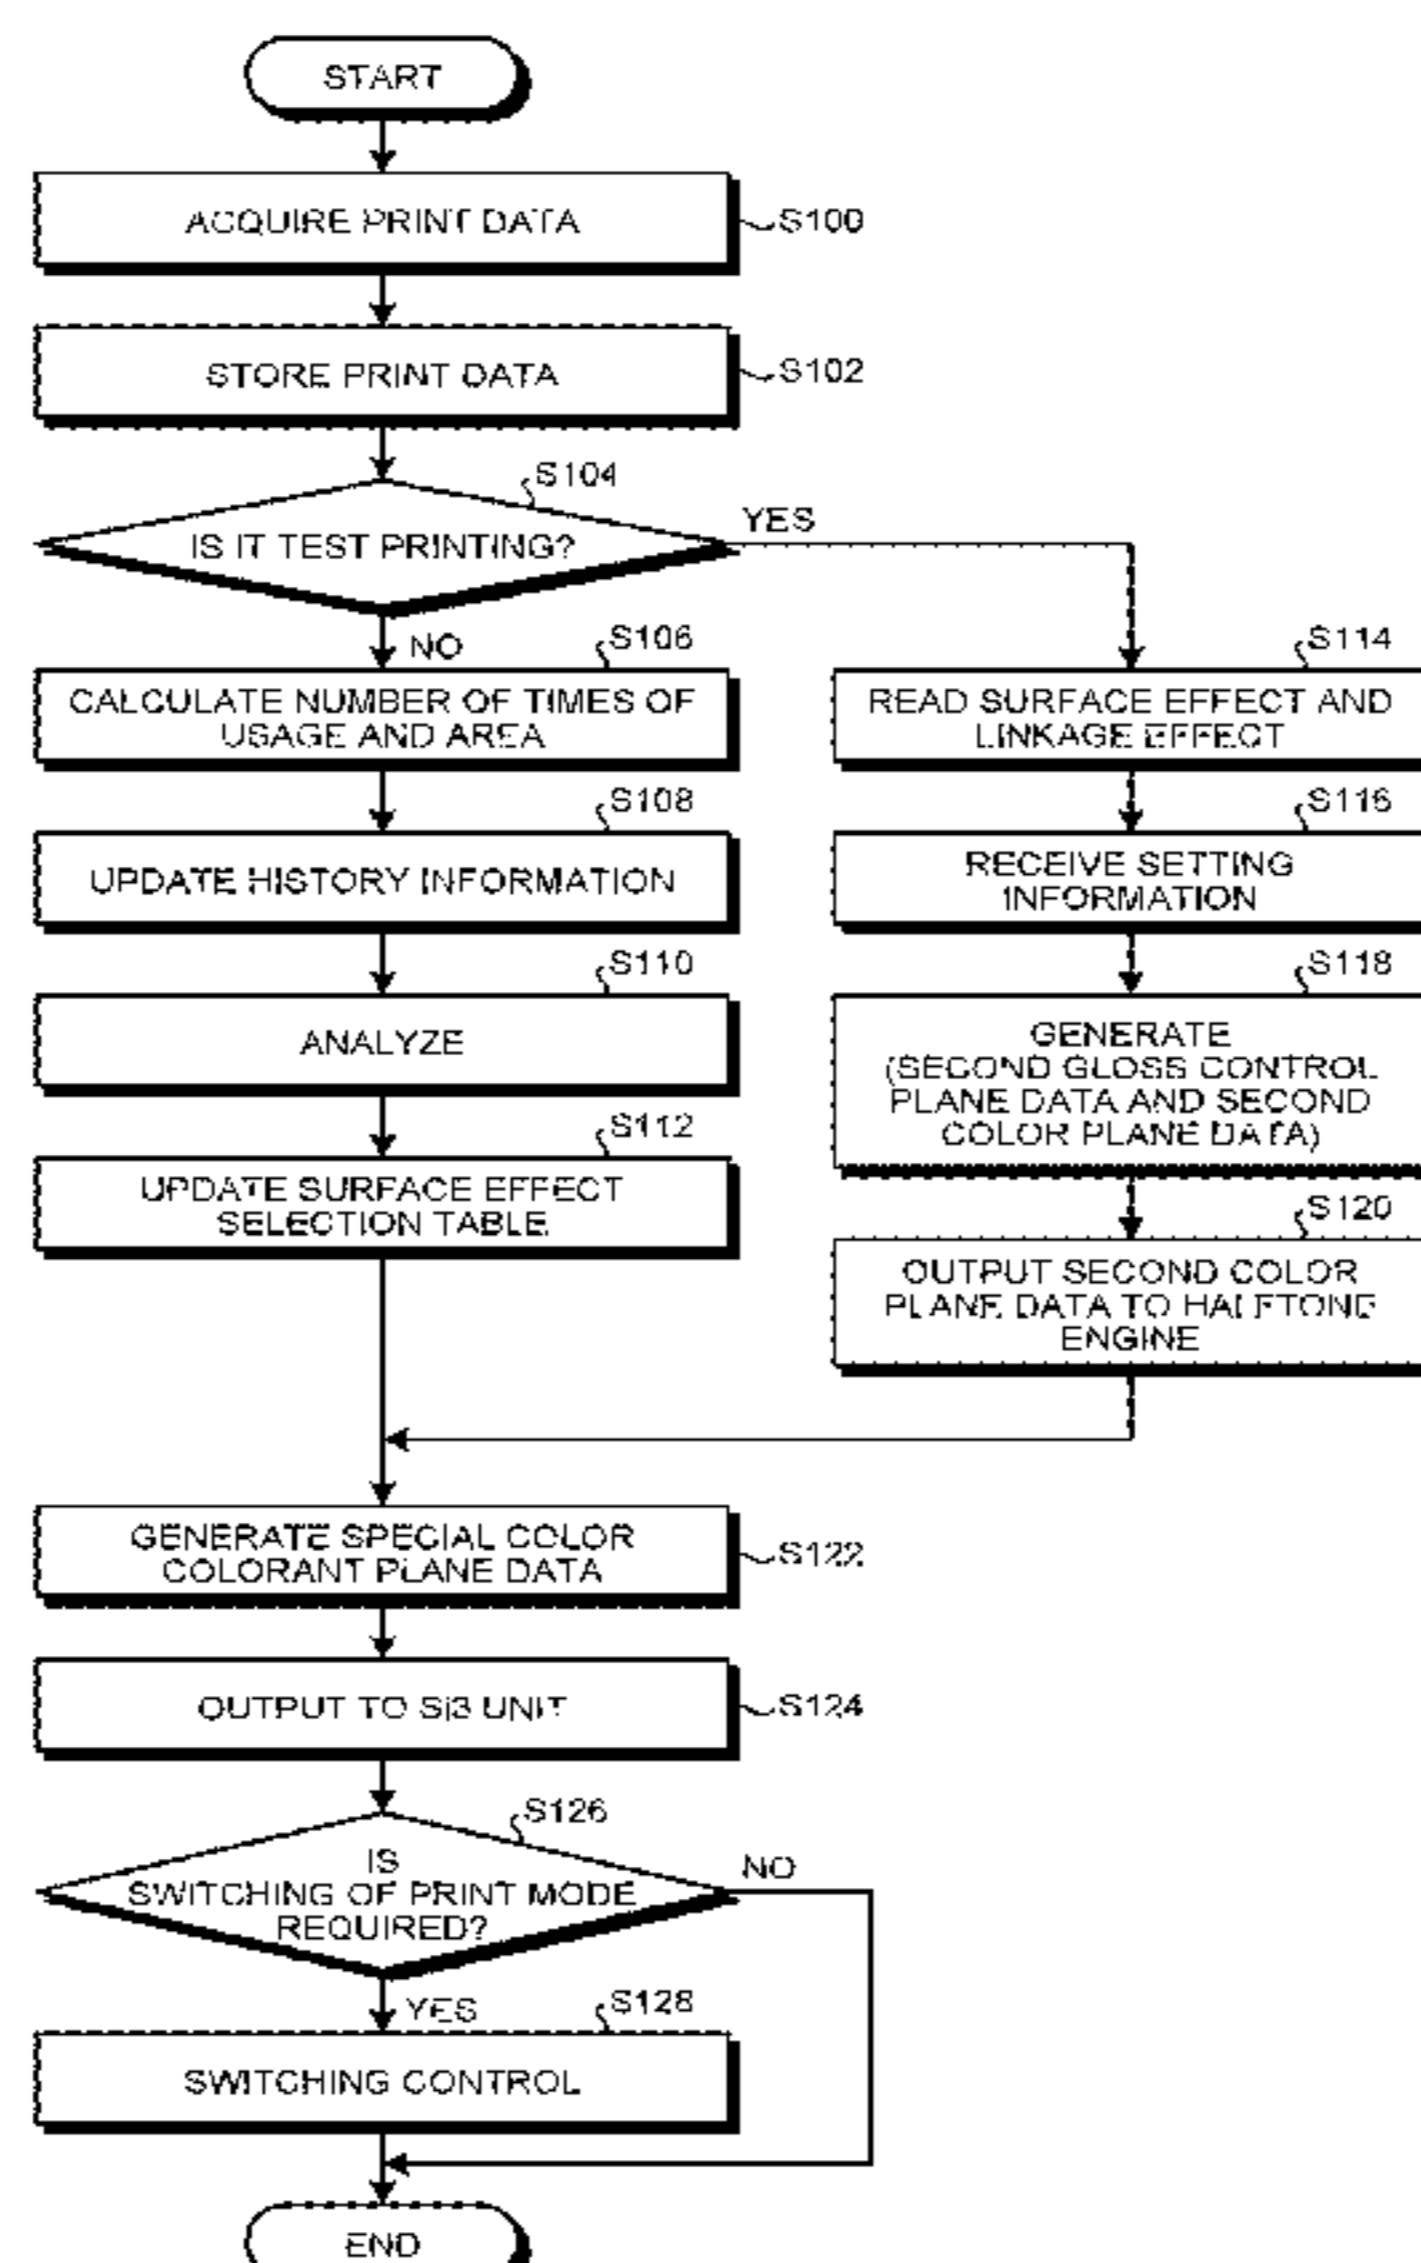 START
ACQUIRE PRINT DATA
S100
STORE PRINT DATA
S102
S104
IS IT TEST PRINTING?
YES
NO
S106
CALCULATE NUMBER OF TIMES OF
USAGE AND AREA
S108
UPDATE HISTORY INFORMATION
S110
ANALYZE
S112
UPDATE SURFACE EFFECT
SELECTION TABLE
S114
READ SURFACE EFFECT AND
LINKAGE EFFECT
S116
RECEIVE SETTING
INFORMATION
S118
GENERATE
(SECOND GLOSS CONTROL
PLANE DATA AND SECOND
COLOR PLANE DATA)
S120
OUTPUT SECOND COLOR
PLANE DATA TO HALFTONE
ENGINE
GENERATE SPECIAL COLOR
COLORANT PLANE DATA
S122
OUTPUT TO Si3 UNIT
S124
S126
IS
SWITCHING OF PRINT MODE
REQUIRED?
NO
YES
S128
SWITCHING CONTROL
END